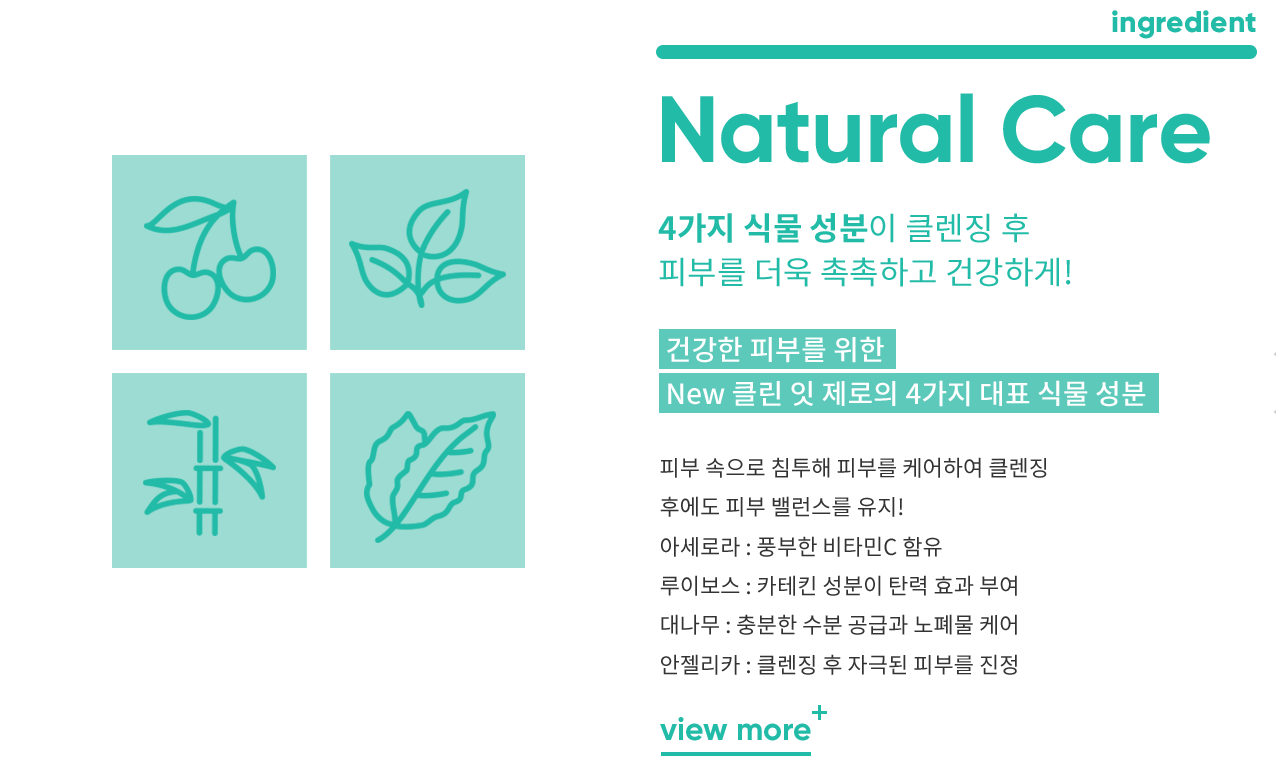 ingredient
Natural Care
4가지 식물 성분이 클렌징 후
피부를 더욱 촉촉하고 건강하게!
건강한 피부를 위한
New 클린 잇 제로의 4가지 대표 식물 성분
피부 속으로 침투해 피부를 케어하여 클렌징
후에도 피부 밸런스를 유지!
아세로라 : 풍부한 비타민C 함유
루이보스 : 카테킨 성분이 탄력 효과 부여
대나무 : 충분한 수분 공급과 노폐물 케어
안젤리카 : 클렌징 후 자극된 피부를 진정
view more+